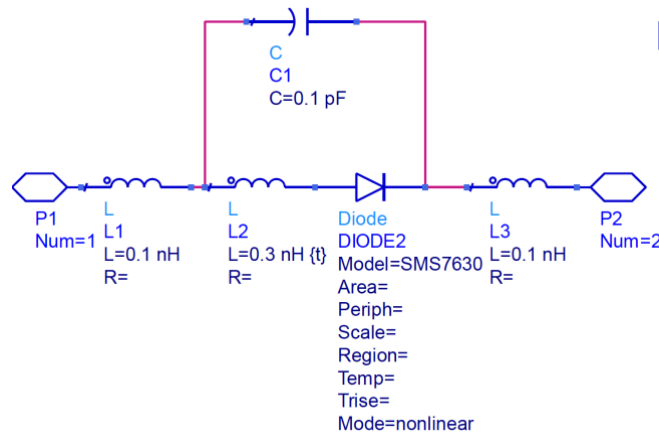 C
C1
C=0.1 pF
P1
Num=1
L
L1
L=0.1 nH
R=
L
L2
L=0.3 nH {t}
R=
Diode
DIODE2
Model=SMS7630
Area=
Periph=
Scale=
Region=
Temp=
Trise=
Mode=nonlinear
L
L3
L=0.1 nH
R=
P2
Num=2